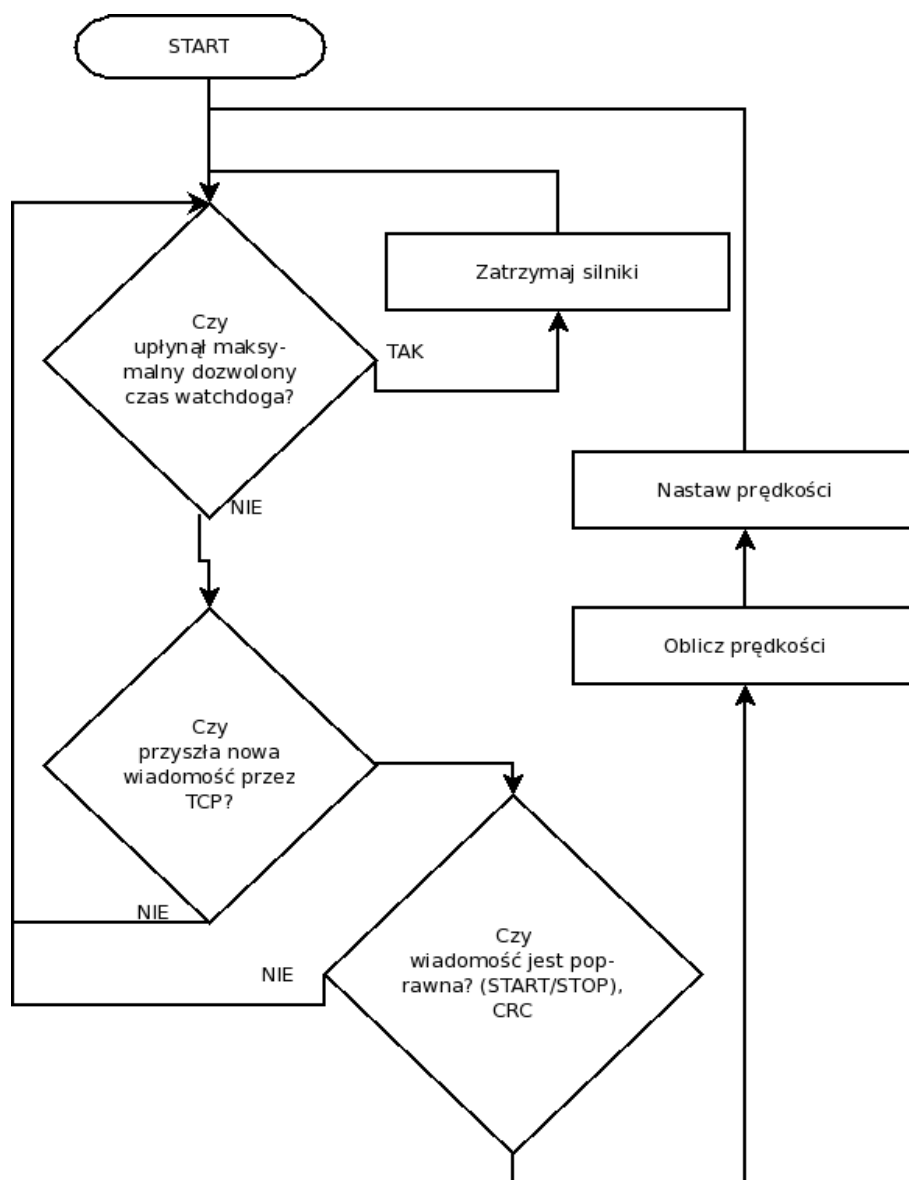 START
Zatrzymaj silniki
Czy
upłynął maksy-
malny dozwolony
czas watchdoga?
TAK
NIE
Nastaw prędkości
Oblicz prędkości
Czy
przyszła nowa
wiadomość przez
TCP?
NIE
Czy
wiadomość jest pop-
rawna? (START/STOP),
CRC
NIE